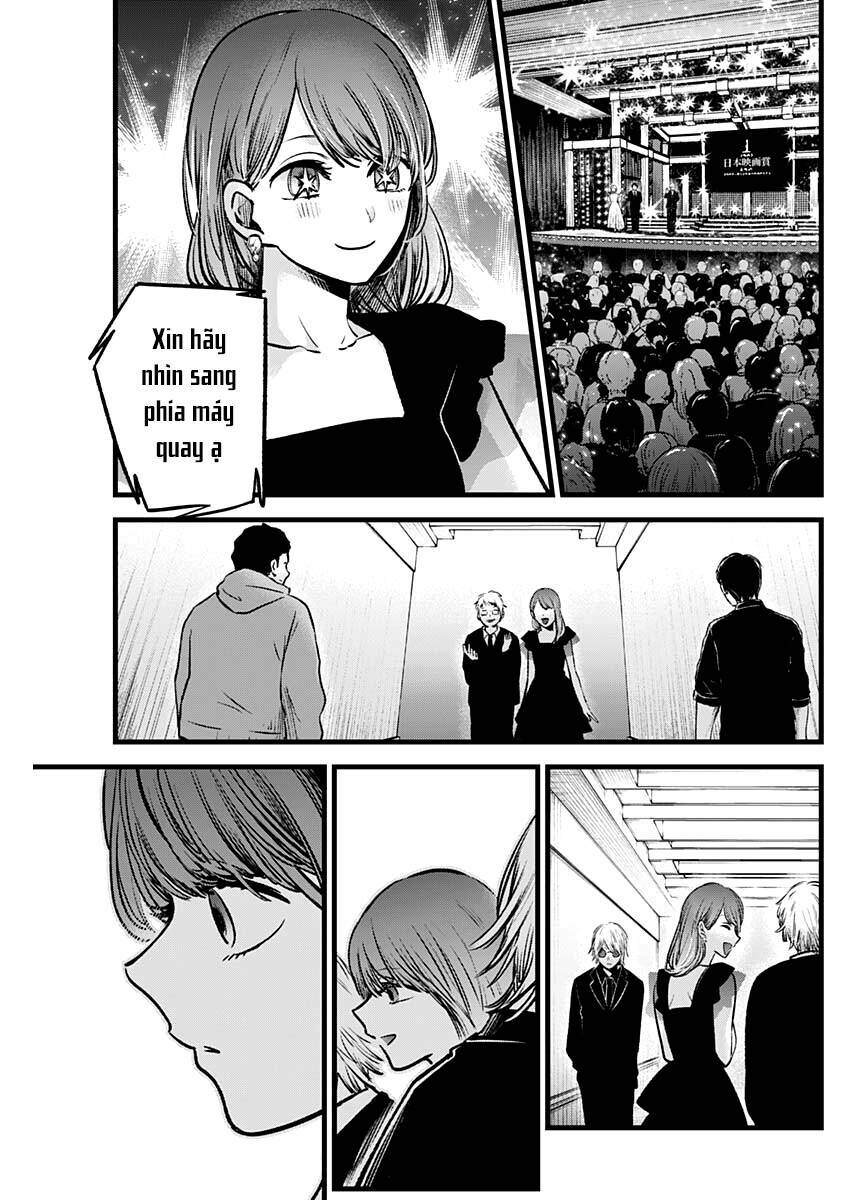 日本映画賞
Xin hãy
nhìn sang
phía máy
quay ạ